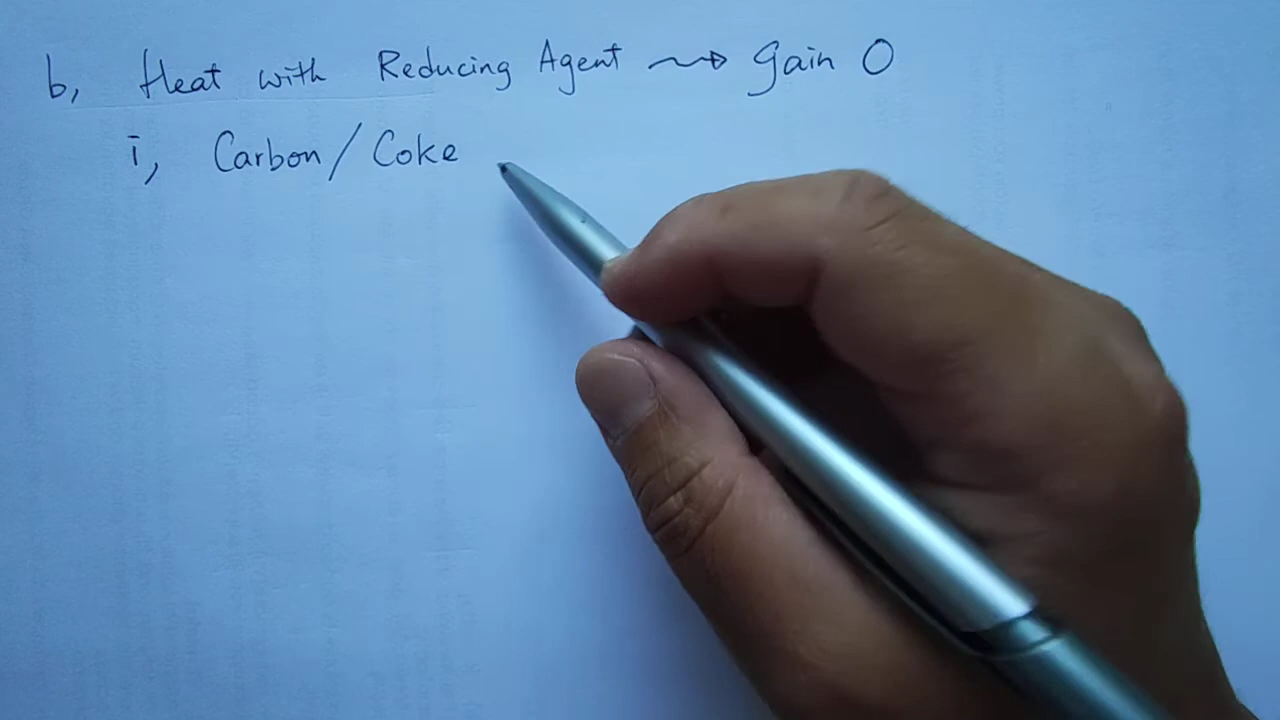 b, Heat with Reducing Agent ⇝ gain O
i, Carbon/Coke